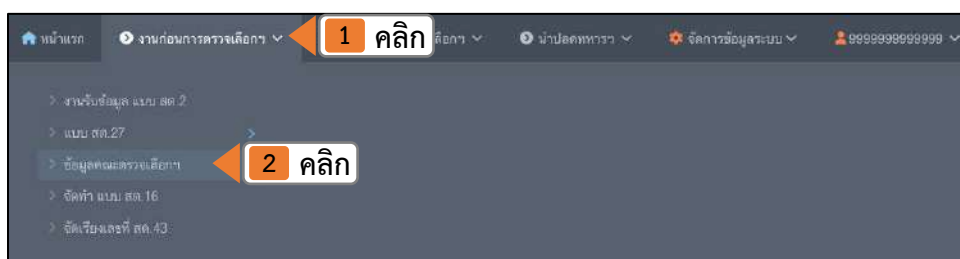 หน้าแรก งานก่อนการตรวจเลือกฯ 1 คลิก ลือกฯ นำปลดทหารฯ จัดการข้อมูลระบบ 9999999999999
งานรับข้อมูล แบบ สด.2
แบบ สด.27
ข้อมูลคณะตรวจเลือกฯ 2 คลิก
จัดทำ แบบ สด.16
จัดเรียงเลขที่ สด.43